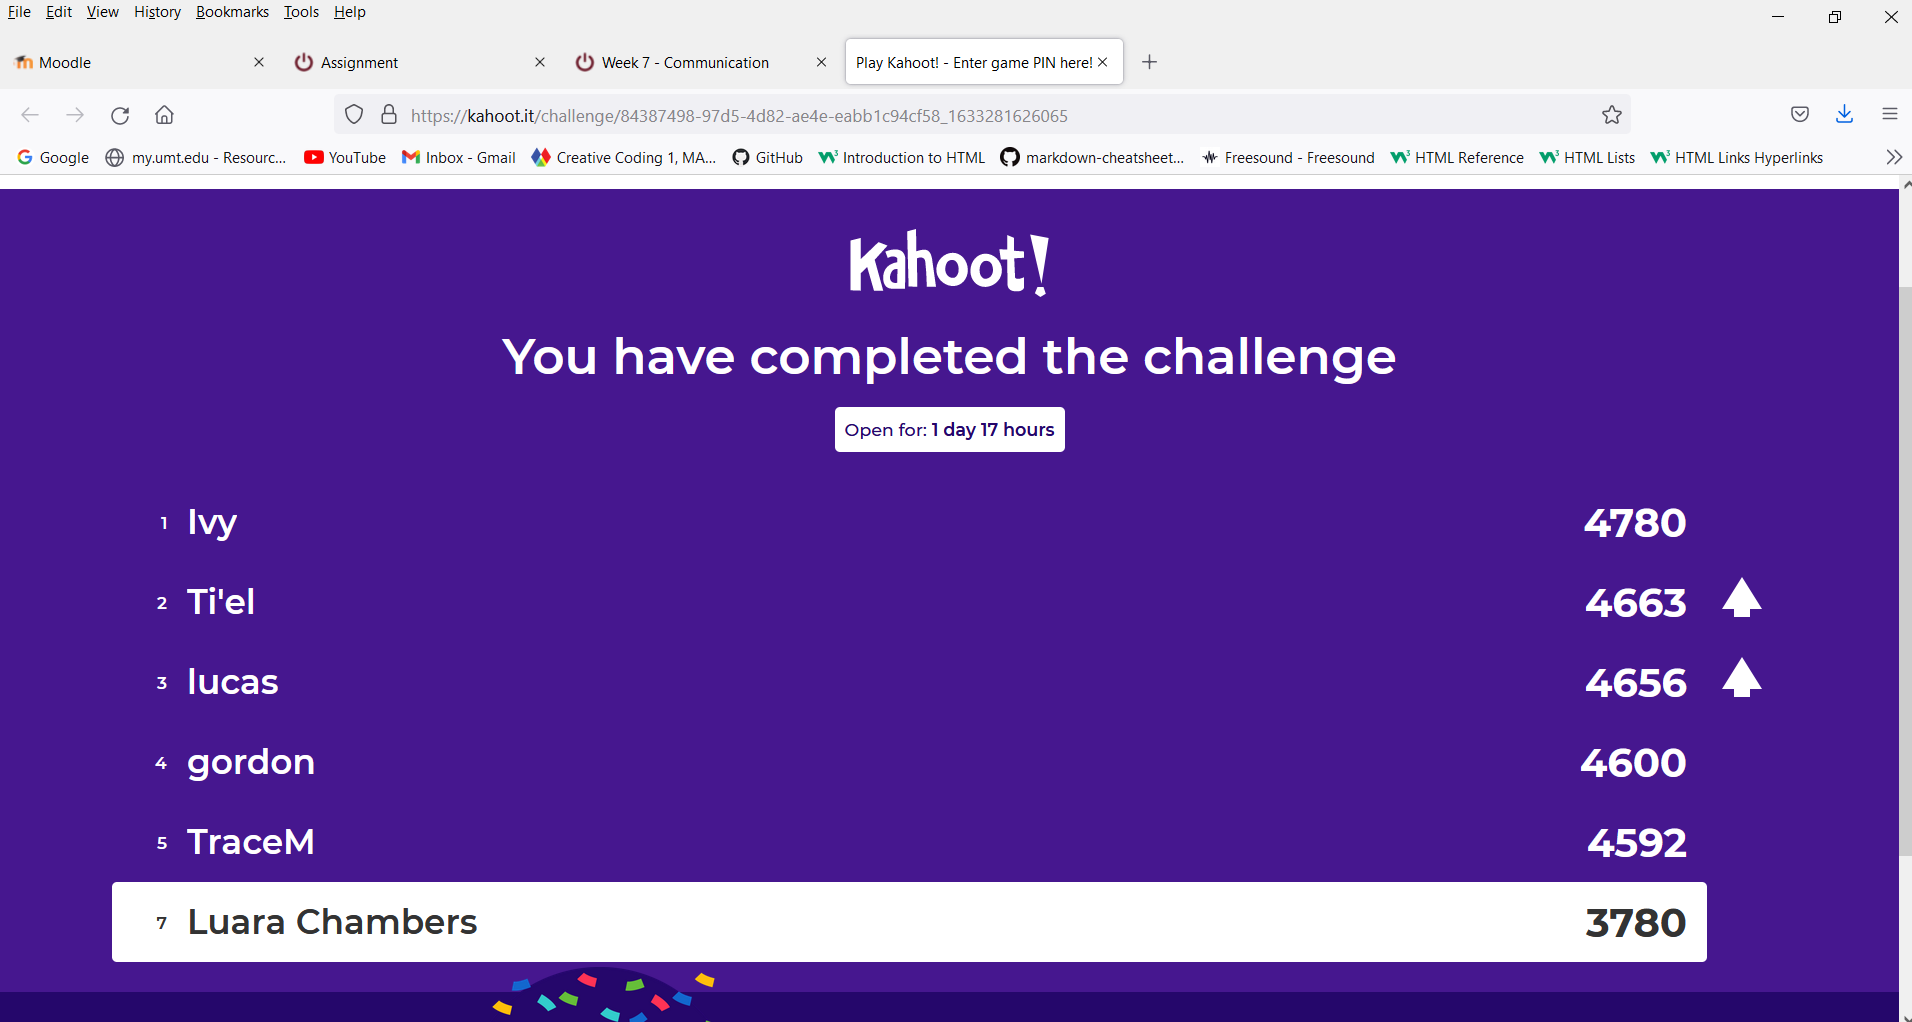 File Edit View History Bookmarks Tools Help
Moodle Assignment Week 7 - Communication Play Kahoot! - Enter game PIN here!
https://kahoot.it/challenge/84387498-97d5-4d82-ae4e-eabb1c94cf58_1633281626065
Google my.umt.edu - Resourc... YouTube Inbox - Gmail Creative Coding 1, MA... GitHub Introduction to HTML markdown-cheatsheet... Freesound - Freesound HTML Reference HTML Lists HTML Links Hyperlinks
Kahoot!
You have completed the challenge
Open for: 1 day 17 hours
1 Ivy 4780
2 Ti'el 4663
3 lucas 4656
4 gordon 4600
5 TraceM 4592
7 Luara Chambers 3780